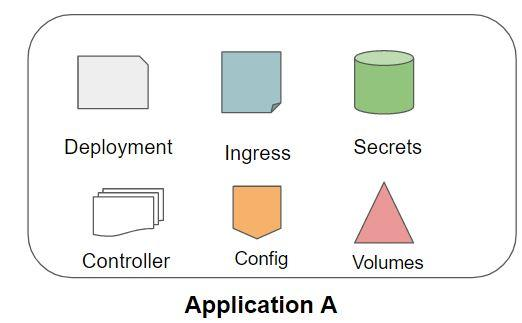 Deployment
Ingress
Secrets
Controller
Config
Volumes
Application A